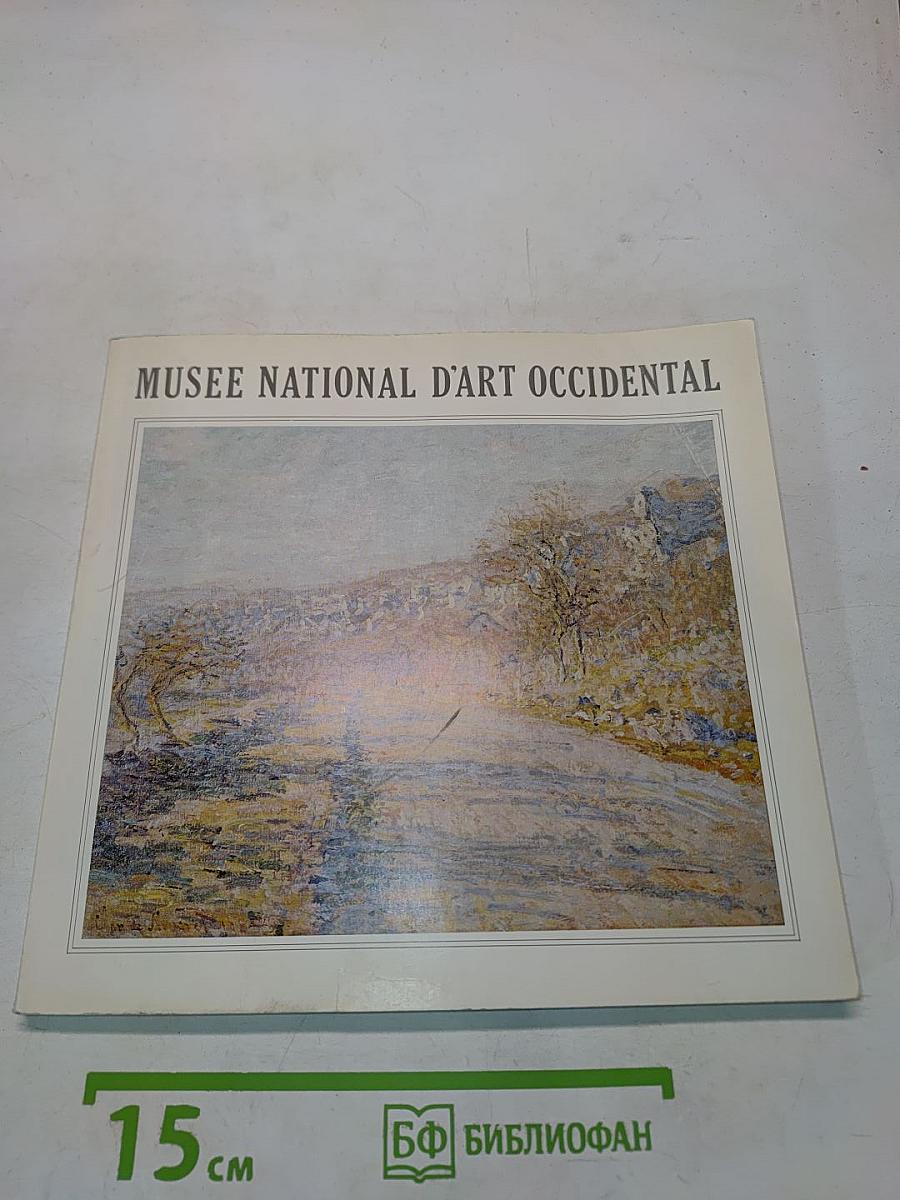 MUSEE NATIONAL D'ART OCCIDENTAL
15 см
БФ БИБЛИОФАН